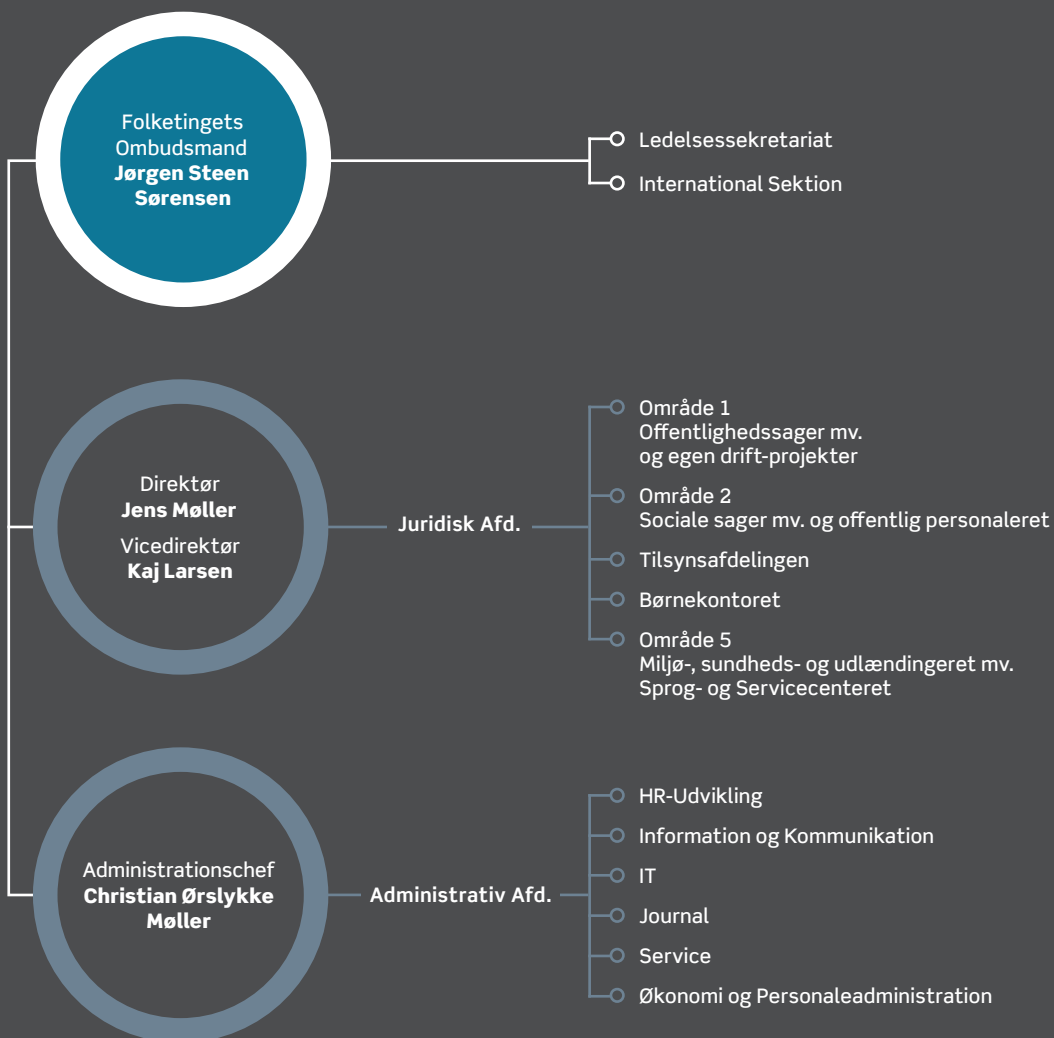 Folketingets
Ombudsmand
Jørgen Steen
Sørensen
Ledelsessekretariat
International Sektion
Direktør
Jens Møller
Vicedirektør
Kaj Larsen
Juridisk Afd.
Område 1
Offentlighedssager mv.
og egen drift-projekter
Område 2
Sociale sager mv. og offentlig personaleret
Tilsynsafdelingen
Børnekontoret
Område 5
Miljø-, sundheds- og udlændingeret mv.
Sprog- og Servicecenteret
Administrationschef
Christian Ørslykke
Møller
Administrativ Afd.
HR-Udvikling
Information og Kommunikation
IT
Journal
Service
Økonomi og Personaleadministration